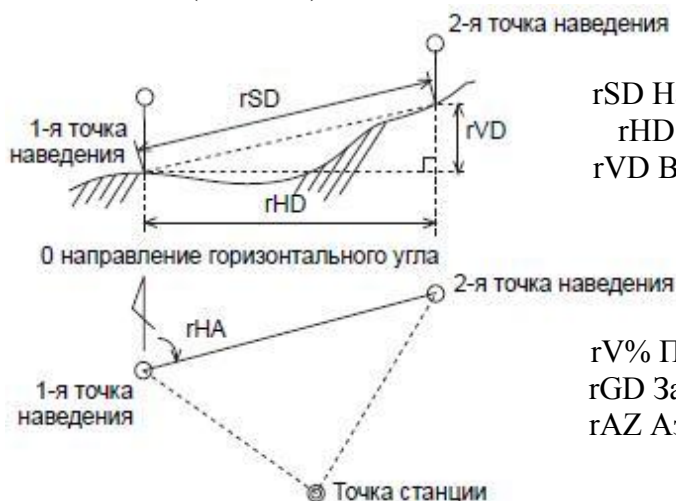 2-я точка наведения
rSD
1-я точка
наведения
rVD
rHD
rSD
rHD
rVD
0 направление горизонтального угла
2-я точка наведения
rHA
1-я точка
наведения
rV%
rGD
rAZ
Точка станции